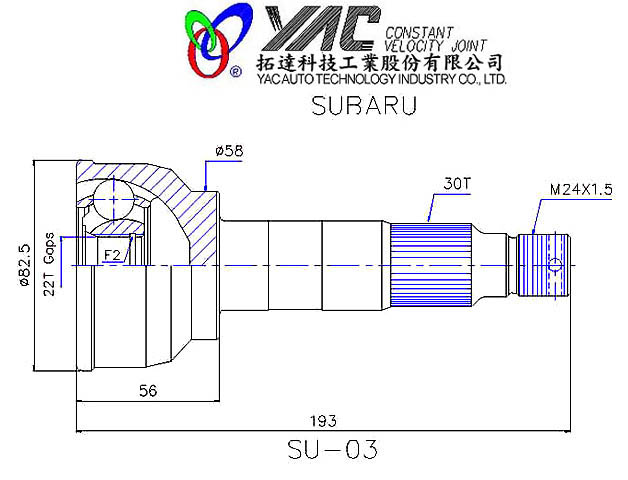 YAC CONSTANT
VELOCITY JOINT
®
拓達科技工業股份有限公司
YAC AUTO TECHNOLOGY INDUSTRY CO., LTD.
SUBARU
ø58
30T
M24X1.5
ø82.5
22T Gaps
F2
56
193
SU-03